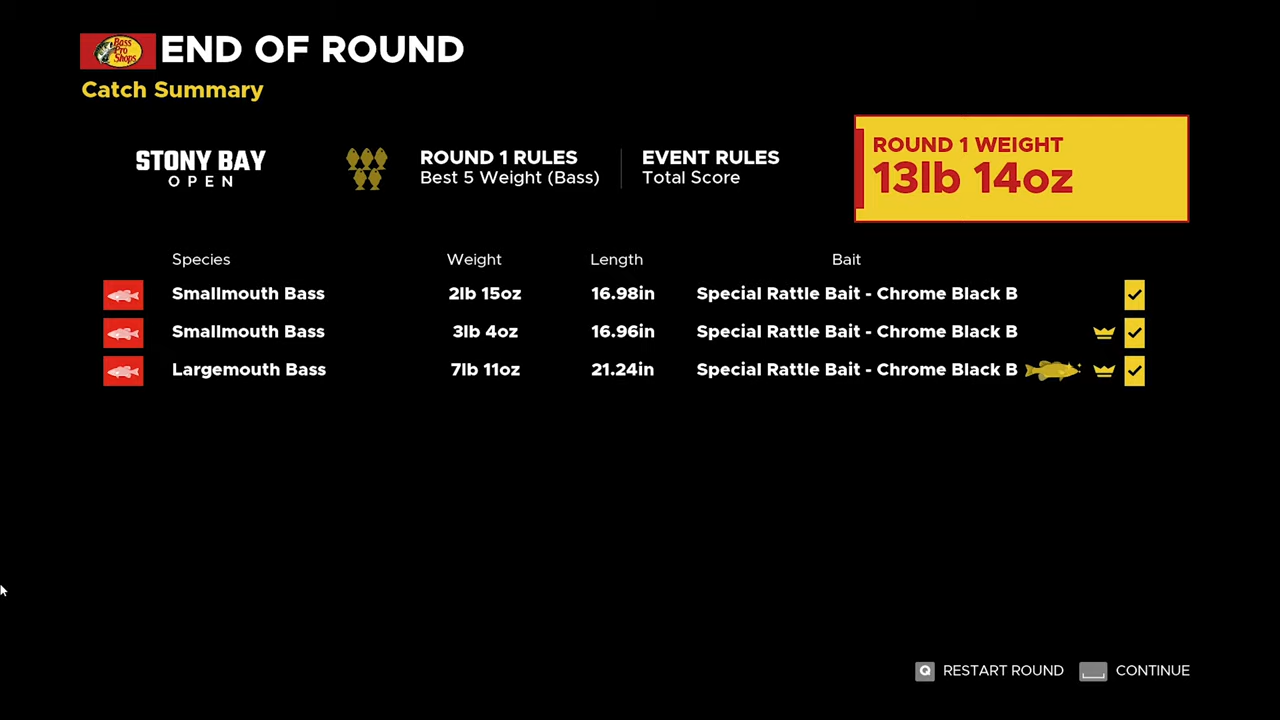 Bass Pro Shops
END OF ROUND
Catch Summary
STONY BAY
OPEN
ROUND 1 RULES
Best 5 Weight (Bass)
EVENT RULES
Total Score
ROUND 1 WEIGHT
13lb 14oz
Species Weight Length Bait
Smallmouth Bass 2lb 15oz 16.98in Special Rattle Bait - Chrome Black B
Smallmouth Bass 3lb 4oz 16.96in Special Rattle Bait - Chrome Black B
Largemouth Bass 7lb 11oz 21.24in Special Rattle Bait - Chrome Black B
Q RESTART ROUND CONTINUE